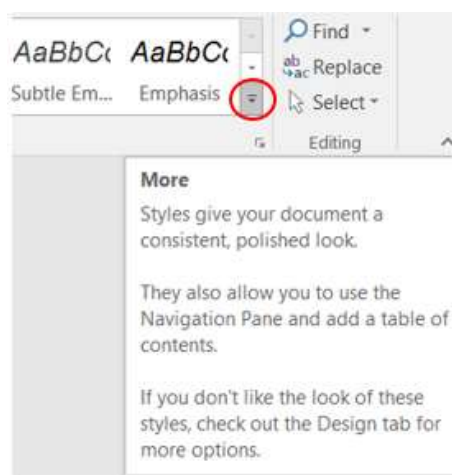 AaBbCc AaBbCc
Subtle Em... Emphasis
Find
ab
ac Replace
Select
Editing
More
Styles give your document a
consistent, polished look.
They also allow you to use the
Navigation Pane and add a table of
contents.
If you don't like the look of these
styles, check out the Design tab for
more options.